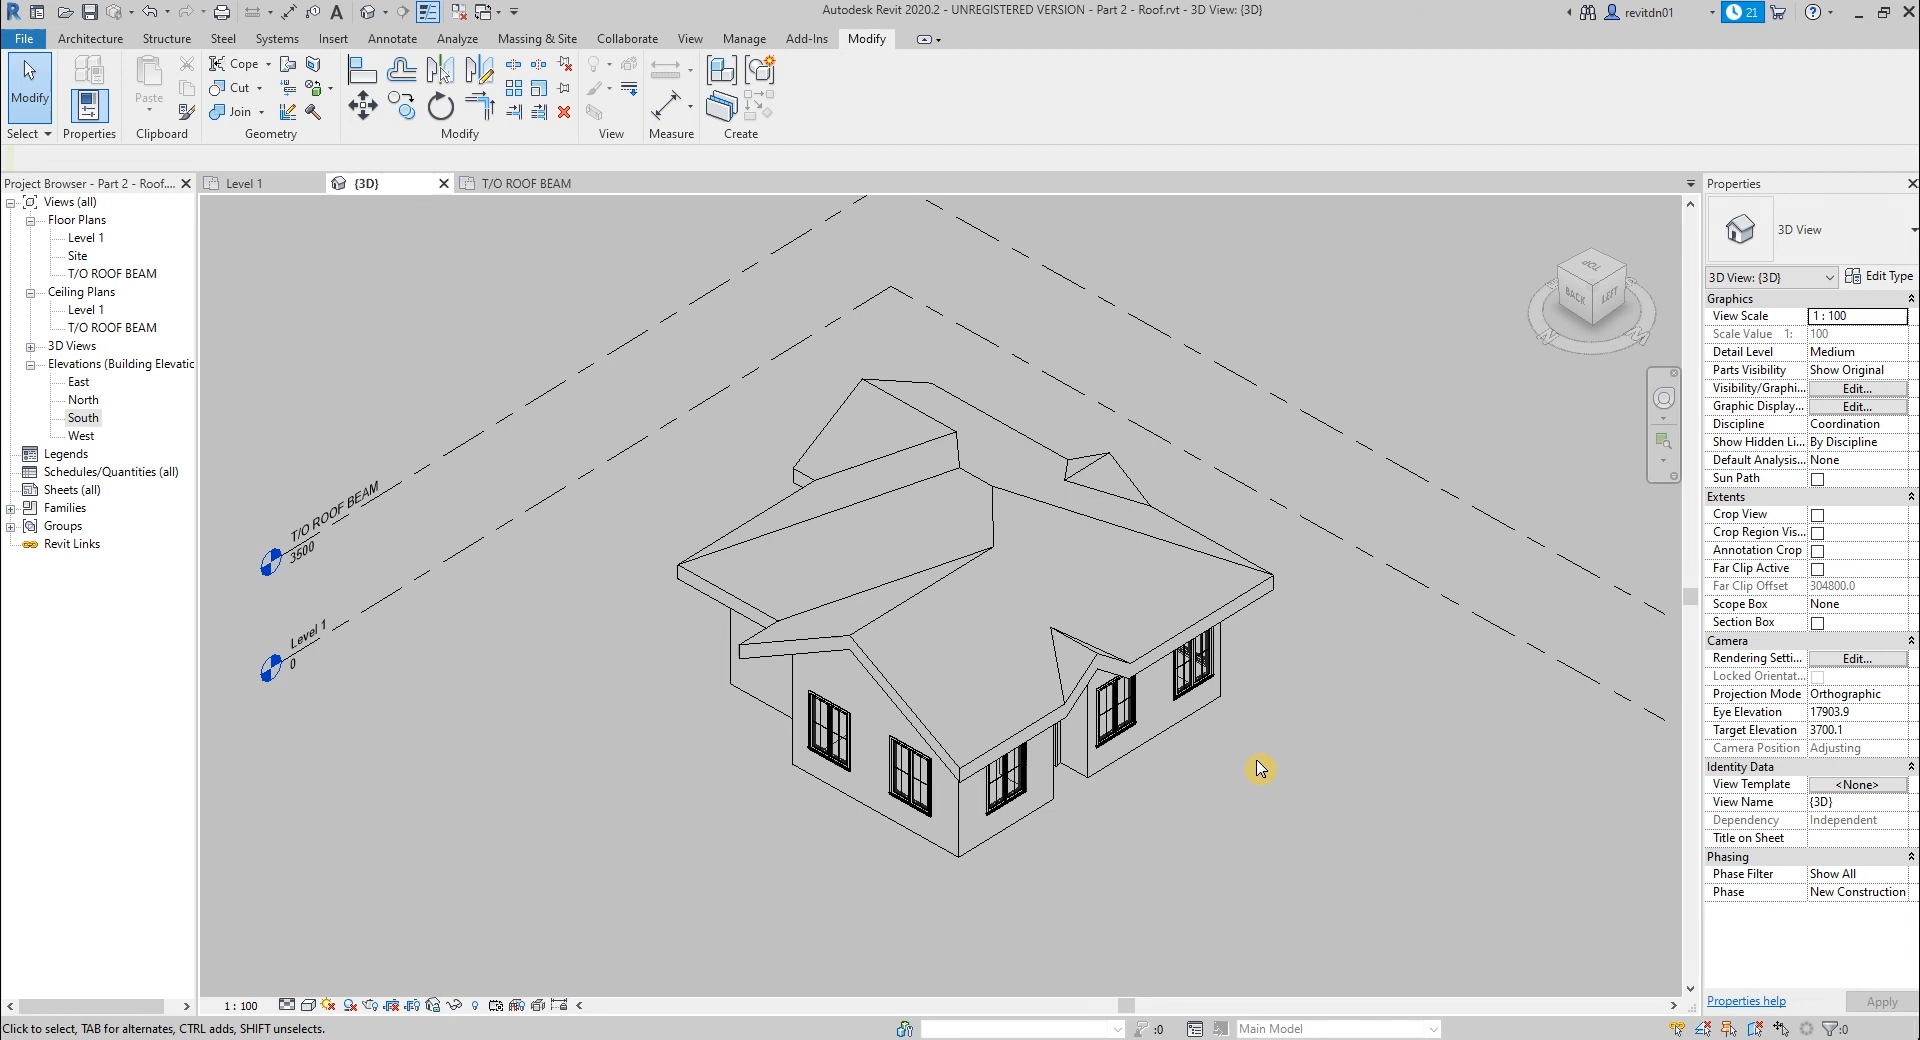 Autodesk Revit 2020.2 - UNREGISTERED VERSION - Part 2 - Roof.rvt - 3D View: {3D}
revitdn01
21
File Architecture Structure Steel Systems Insert Annotate Analyze Massing & Site Collaborate View Manage Add-Ins Modify
Modify
Paste
Cope
Cut
Join
Select Properties Clipboard Geometry Modify View Measure Create
Project Browser - Part 2 - Roof....
Level 1
{3D}
T/O ROOF BEAM
Views (all)
Floor Plans
Level 1
Site
T/O ROOF BEAM
Ceiling Plans
Level 1
T/O ROOF BEAM
3D Views
Elevations (Building Elevatic
East
North
South
West
Legends
Schedules/Quantities (all)
Sheets (all)
Families
Groups
Revit Links
T/O ROOF BEAM
3500
Level 1
0
TOP
BACK
LEFT
N
Properties
3D View
3D View: {3D}
Edit Type
Graphics
View Scale 1 : 100
Scale Value 1: 100
Detail Level Medium
Parts Visibility Show Original
Visibility/Graphi... Edit...
Graphic Display... Edit...
Discipline Coordination
Show Hidden Li... By Discipline
Default Analysis... None
Sun Path
Extents
Crop View
Crop Region Vis...
Annotation Crop
Far Clip Active
Far Clip Offset 304800.0
Scope Box None
Section Box
Camera
Rendering Setti... Edit...
Locked Orientat...
Projection Mode Orthographic
Eye Elevation 17903.9
Target Elevation 3700.1
Camera Position Adjusting
Identity Data
View Template <None>
View Name {3D}
Dependency Independent
Title on Sheet
Phasing
Phase Filter Show All
Phase New Construction
Properties help
Apply
1 : 100
Click to select, TAB for alternates, CTRL adds, SHIFT unselects.
:0
Main Model
:0